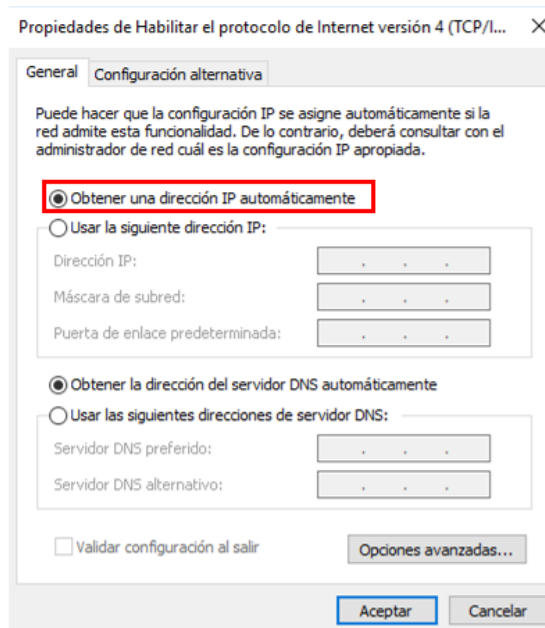 Propiedades de Habilitar el protocolo de Internet versión 4 (TCP/I...
General
Configuración alternativa
Puede hacer que la configuración IP se asigne automáticamente si la
red admite esta funcionalidad. De lo contrario, deberá consultar con el
administrador de red cuál es la configuración IP apropiada.
Obtener una dirección IP automáticamente
Usar la siguiente dirección IP:
Dirección IP:
Máscara de subred:
Puerta de enlace predeterminada:
Obtener la dirección del servidor DNS automáticamente
Usar las siguientes direcciones de servidor DNS:
Servidor DNS preferido:
Servidor DNS alternativo:
Validar configuración al salir
Opciones avanzadas...
Aceptar
Cancelar